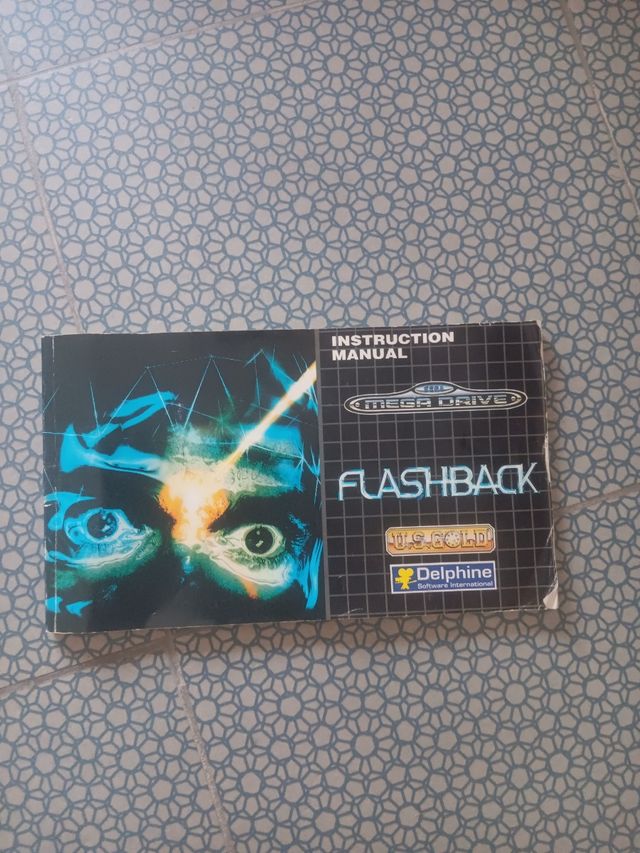 INSTRUCTION
MANUAL
SEGA
MEGA DRIVE
FLASHBACK
U.S. GOLD
Delphine
Software International